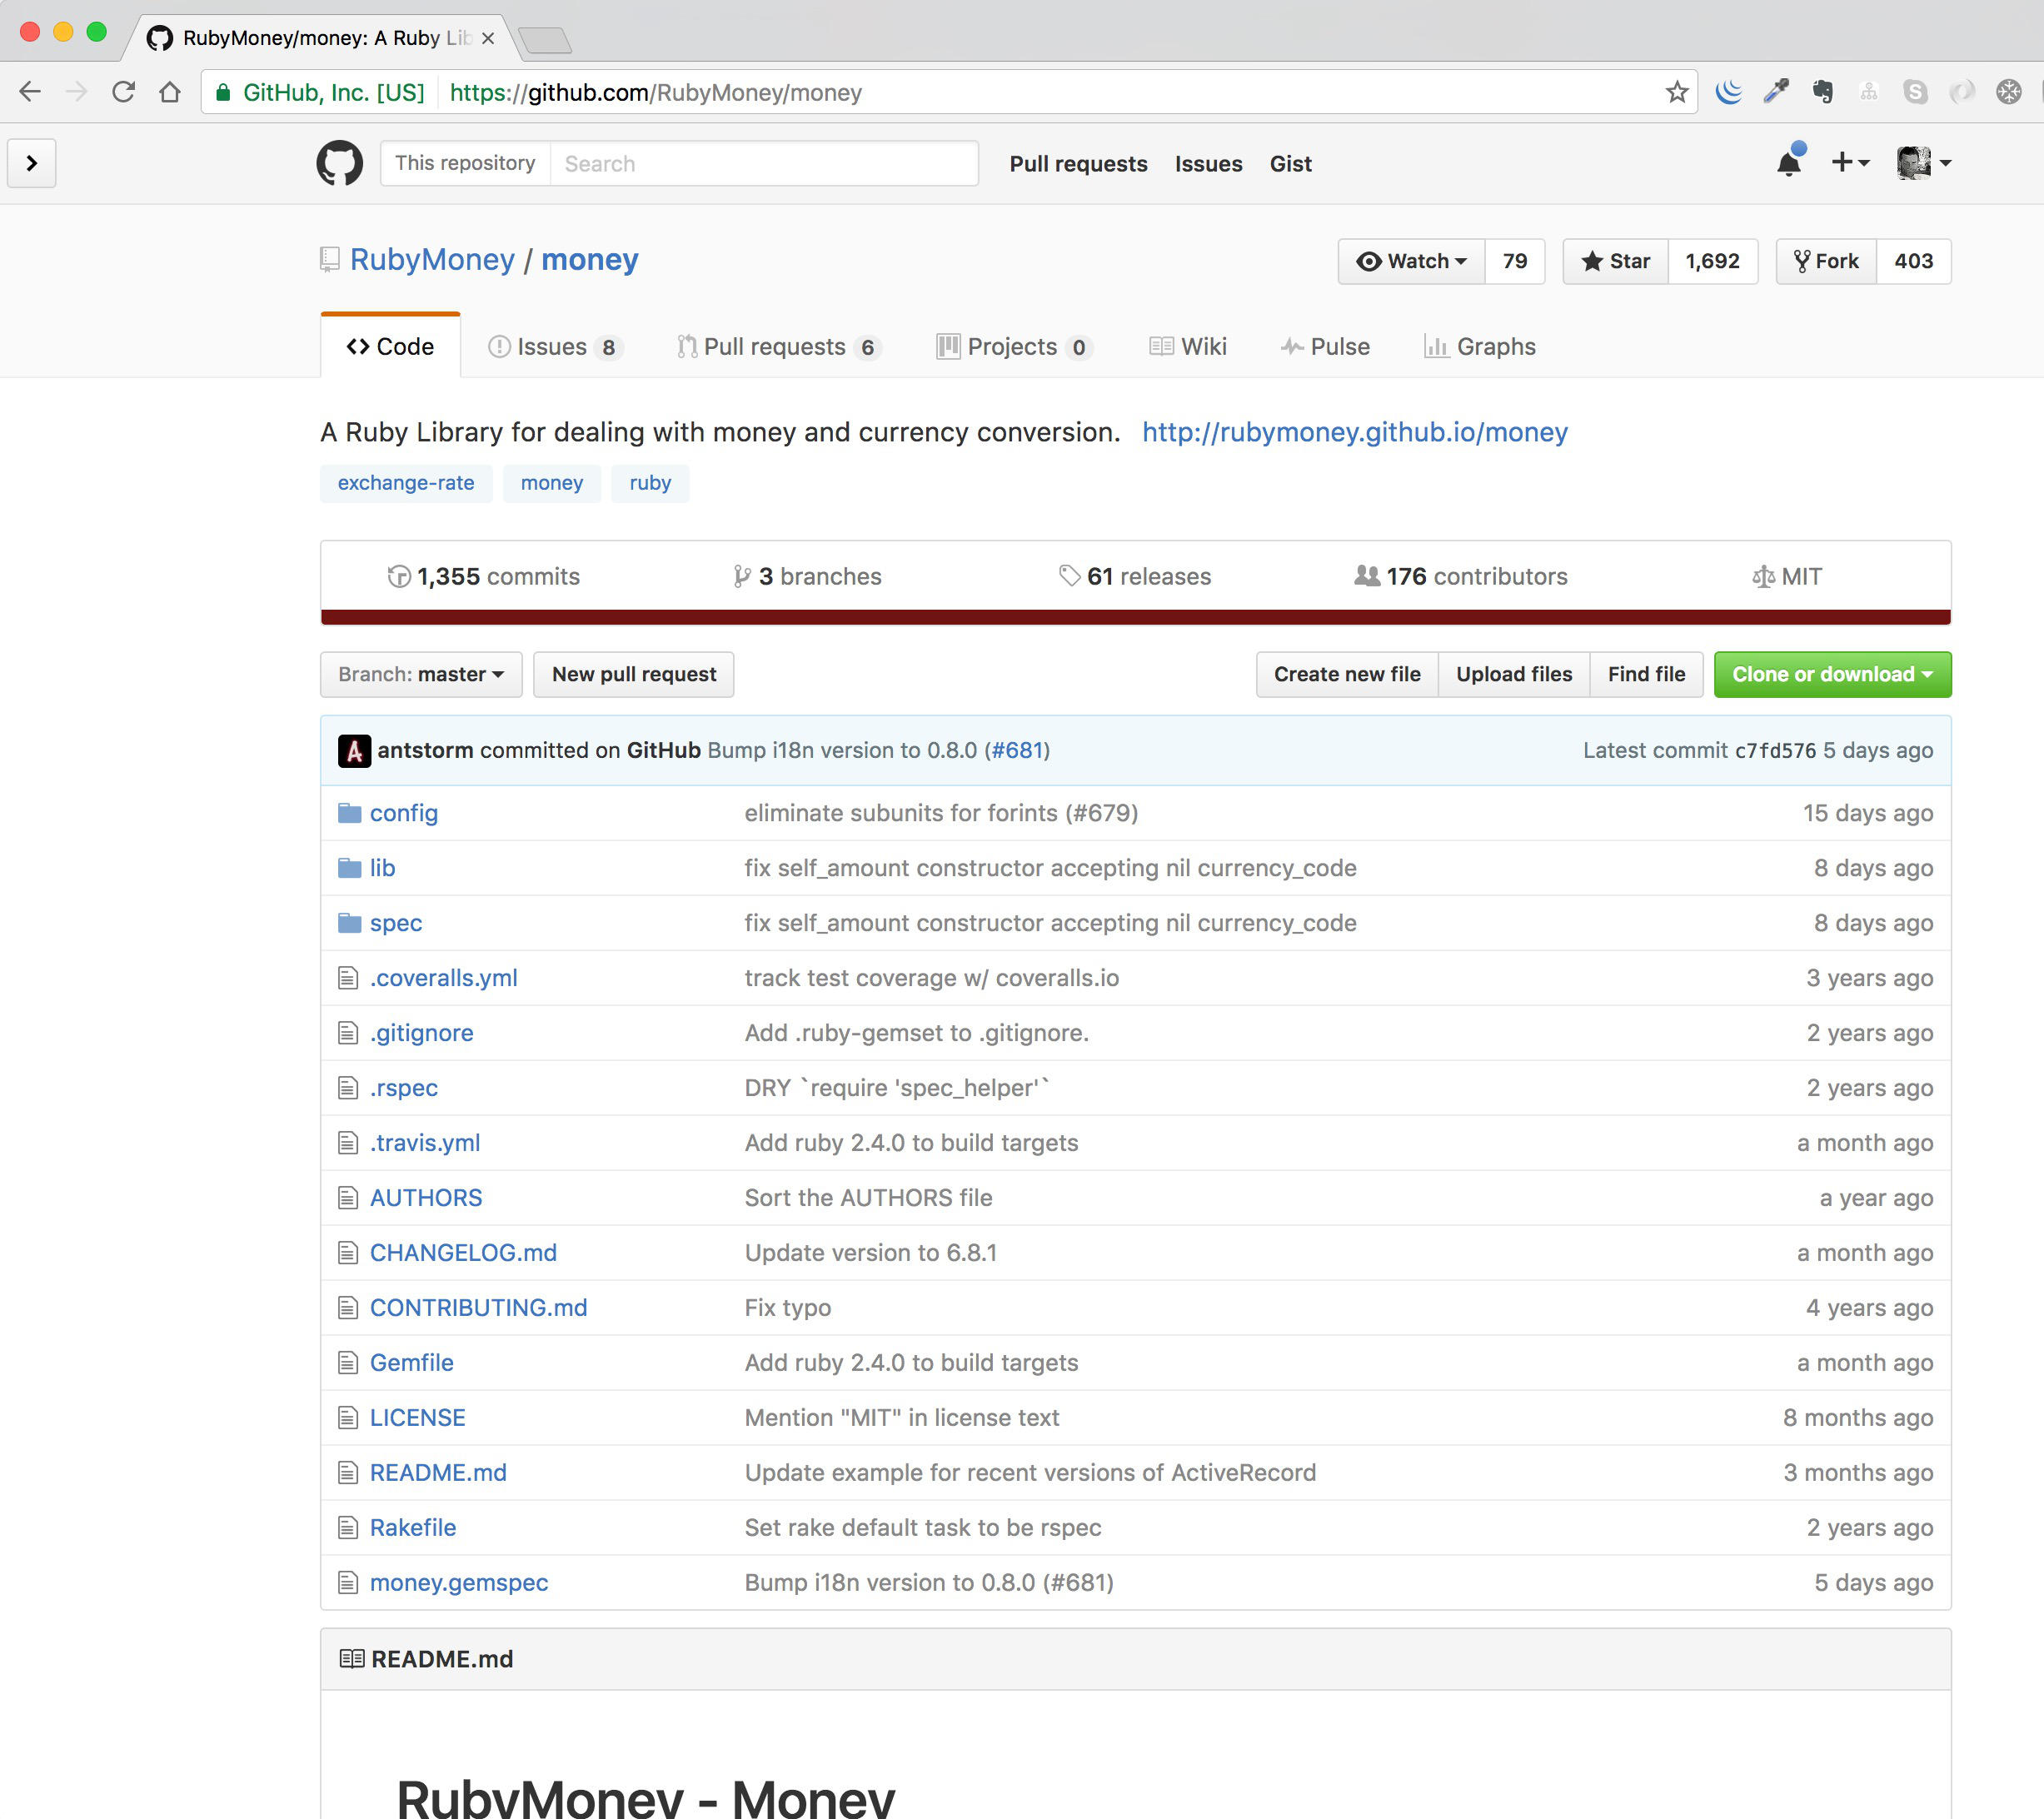 RubyMoney/money: A Ruby Lib
GitHub, Inc. [US] https://github.com/RubyMoney/money
This repository Search Pull requests Issues Gist
RubyMoney / money Watch 79 Star 1,692 Fork 403
Code Issues 8 Pull requests 6 Projects 0 Wiki Pulse Graphs
A Ruby Library for dealing with money and currency conversion. http://rubymoney.github.io/money
exchange-rate money ruby
1,355 commits 3 branches 61 releases 176 contributors MIT
Branch: master New pull request Create new file Upload files Find file Clone or download
A antstorm committed on GitHub Bump i18n version to 0.8.0 (#681) Latest commit c7fd576 5 days ago
config eliminate subunits for forints (#679) 15 days ago
lib fix self_amount constructor accepting nil currency_code 8 days ago
spec fix self_amount constructor accepting nil currency_code 8 days ago
.coveralls.yml track test coverage w/ coveralls.io 3 years ago
.gitignore Add .ruby-gemset to .gitignore. 2 years ago
.rspec DRY `require 'spec_helper'` 2 years ago
.travis.yml Add ruby 2.4.0 to build targets a month ago
AUTHORS Sort the AUTHORS file a year ago
CHANGELOG.md Update version to 6.8.1 a month ago
CONTRIBUTING.md Fix typo 4 years ago
Gemfile Add ruby 2.4.0 to build targets a month ago
LICENSE Mention "MIT" in license text 8 months ago
README.md Update example for recent versions of ActiveRecord 3 months ago
Rakefile Set rake default task to be rspec 2 years ago
money.gemspec Bump i18n version to 0.8.0 (#681) 5 days ago
README.md
RubyMoney - Money